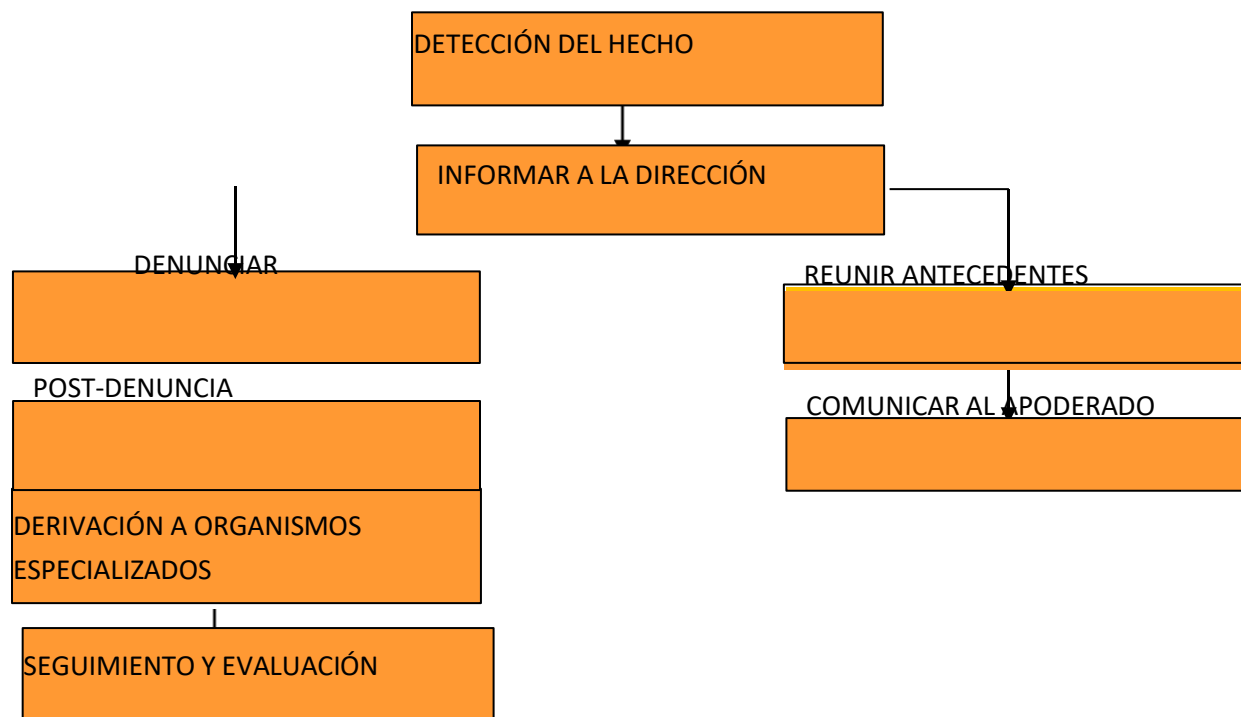 DETECCIÓN DEL HECHO
INFORMAR A LA DIRECCIÓN
DENUNCIAR
REUNIR ANTECEDENTES
POST-DENUNCIA
COMUNICAR AL APODERADO
DERIVACIÓN A ORGANISMOS
ESPECIALIZADOS
SEGUIMIENTO Y EVALUACIÓN